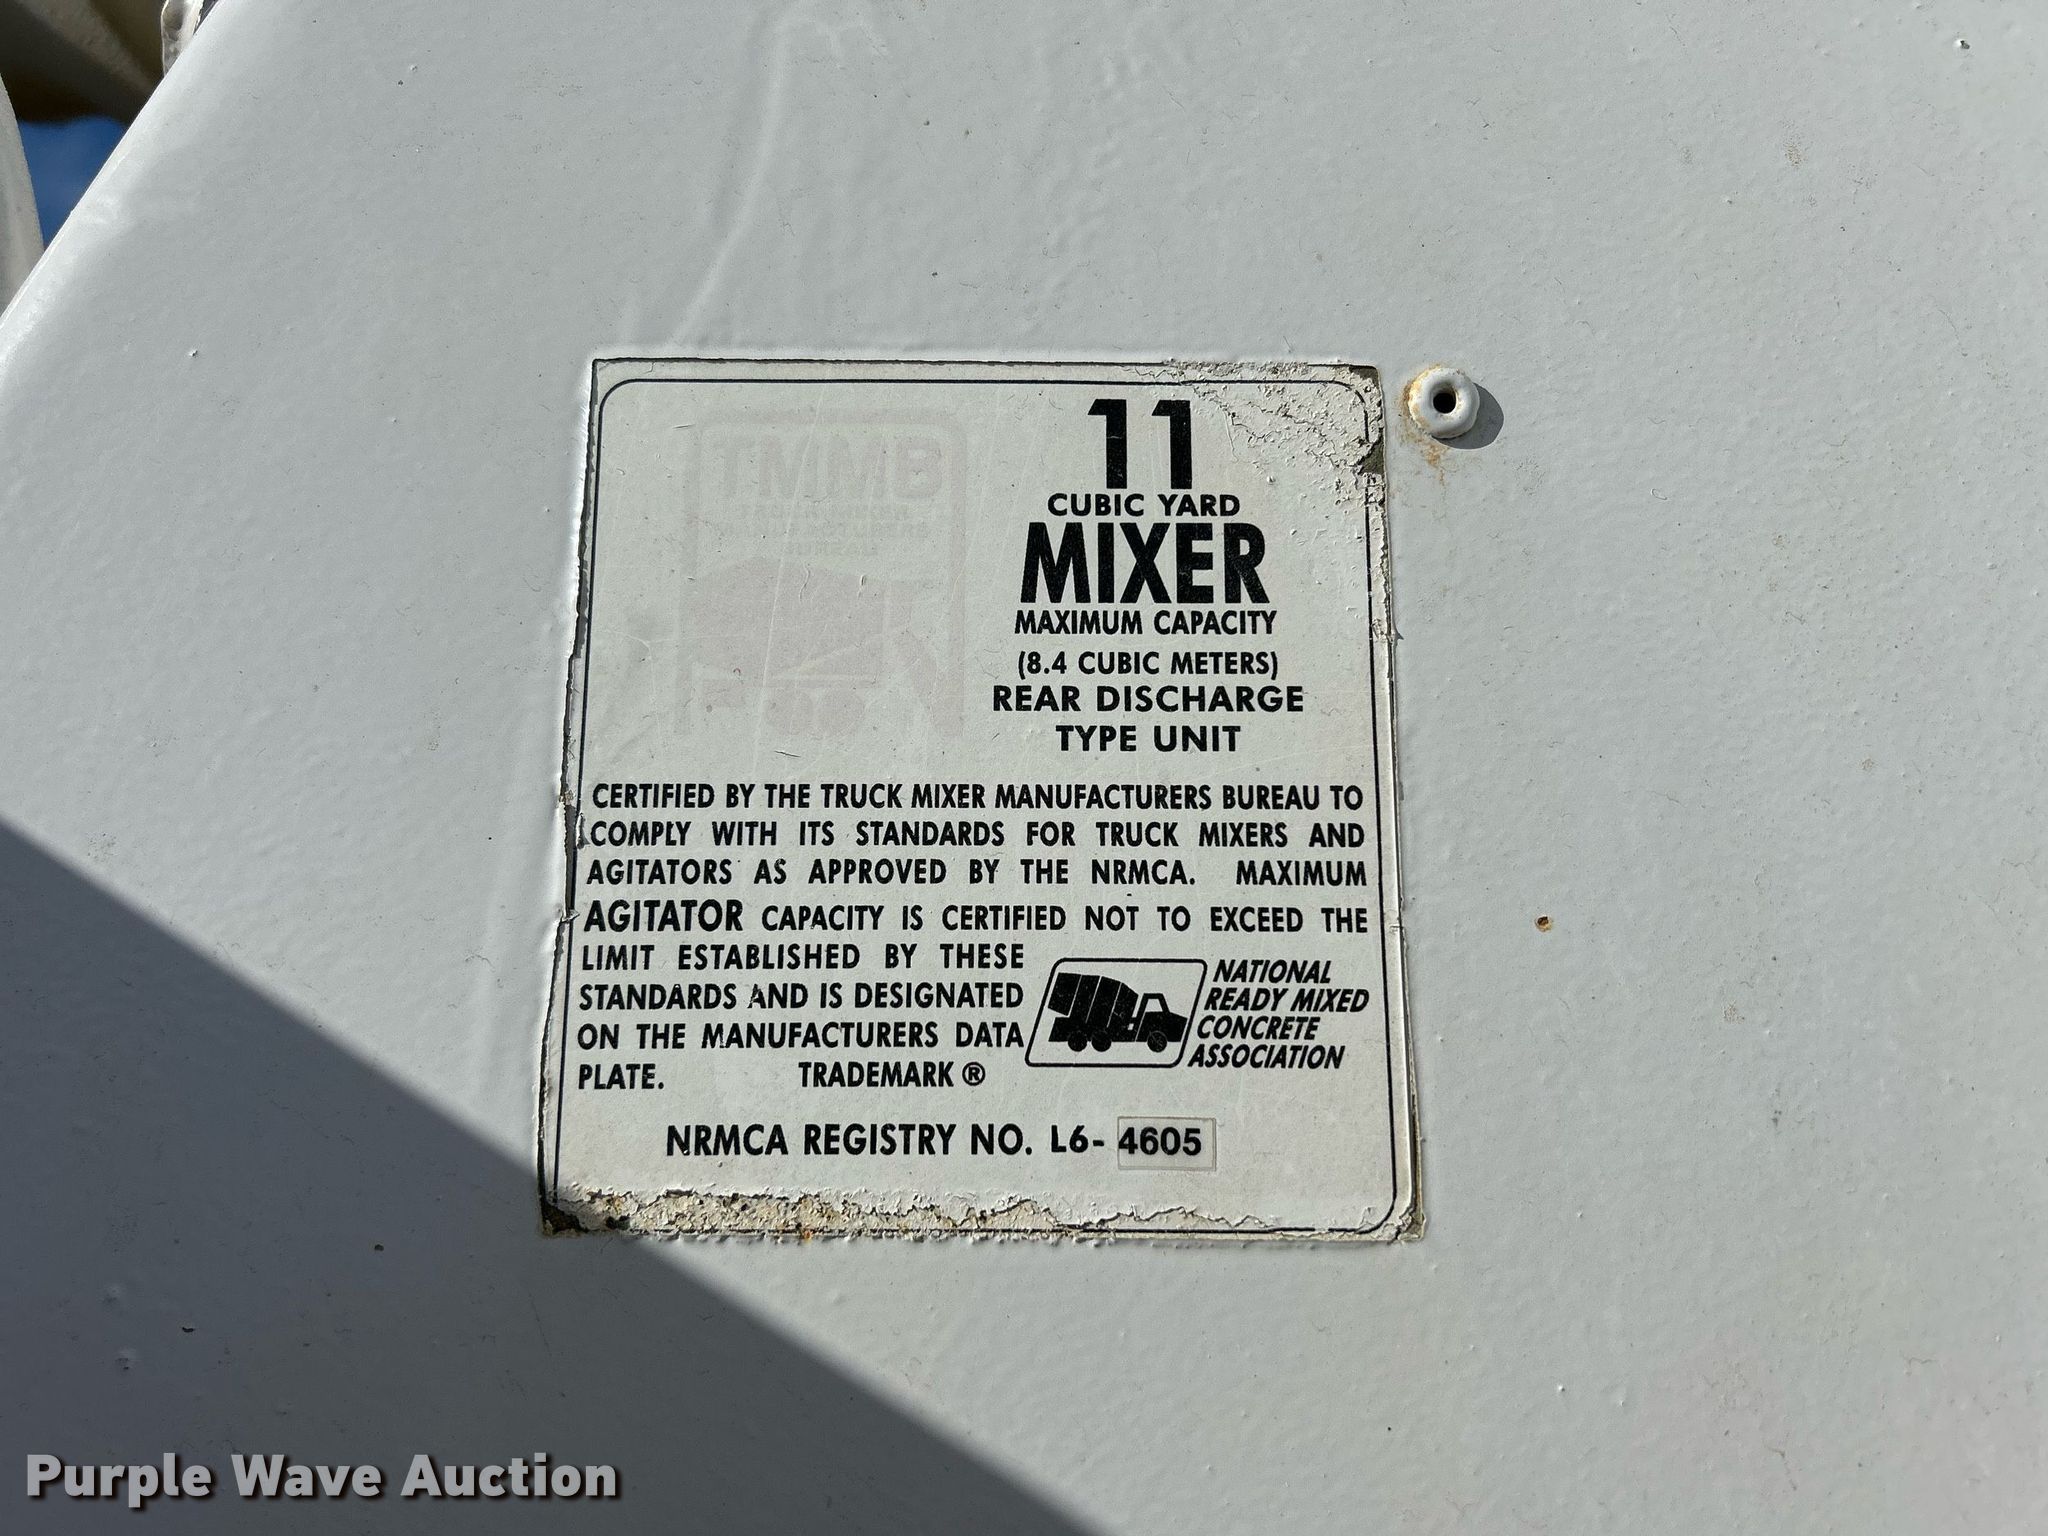 TMMB
11
CUBIC YARD
MIXER
MAXIMUM CAPACITY
(8.4 CUBIC METERS)
REAR DISCHARGE
TYPE UNIT
CERTIFIED BY THE TRUCK MIXER MANUFACTURERS BUREAU TO
COMPLY WITH ITS STANDARDS FOR TRUCK MIXERS AND
AGITATORS AS APPROVED BY THE NRMCA. MAXIMUM
AGITATOR CAPACITY IS CERTIFIED NOT TO EXCEED THE
LIMIT ESTABLISHED BY THESE
STANDARDS AND IS DESIGNATED
ON THE MANUFACTURERS DATA
PLATE. TRADEMARK ®
NATIONAL
READY MIXED
CONCRETE
ASSOCIATION
NRMCA REGISTRY NO. L6- 4605
Purple Wave Auction